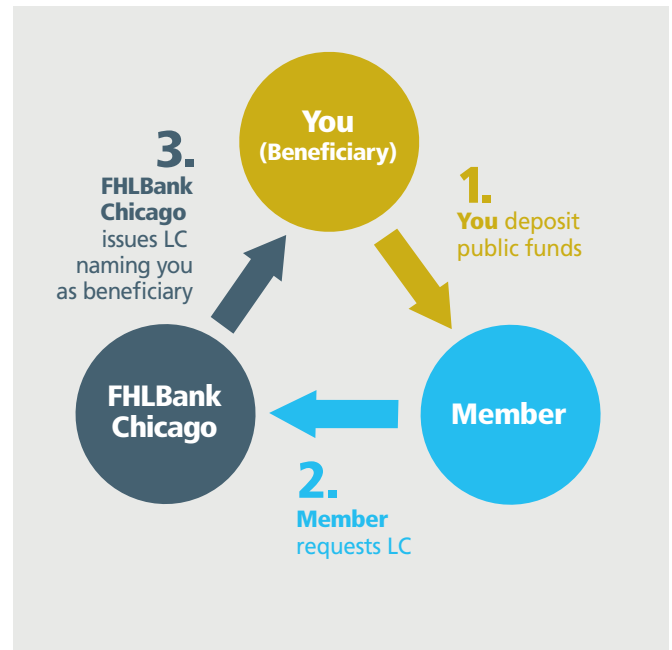 You
(Beneficiary)
1.
You deposit
public funds
Member
2.
Member
requests LC
FHLBank
Chicago
3.
FHLBank
Chicago
issues LC
naming you
as beneficiary